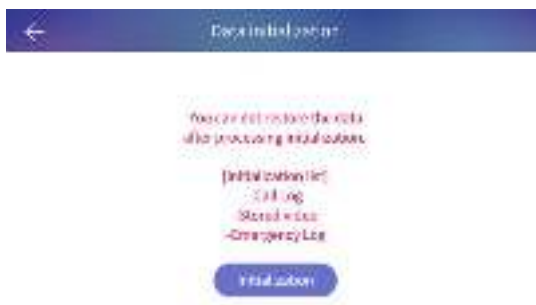 Data initialization
You can not restore the data
after processing initialization.
[Initialization list]
-Call Log
-Stored video
-Emergency Log
Initialization